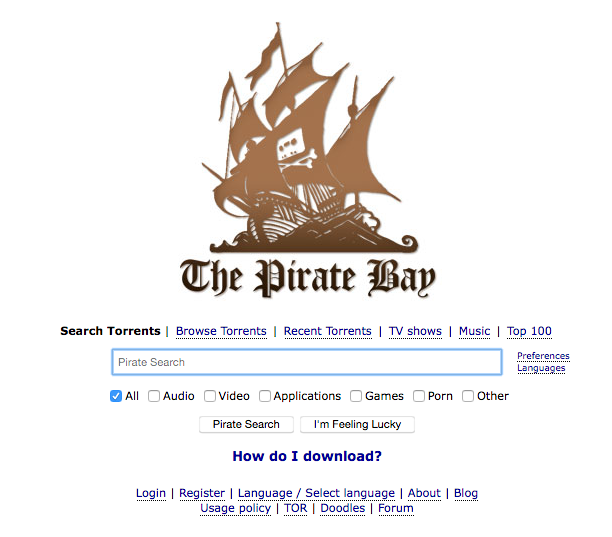 The Pirate Bay
Search Torrents | Browse Torrents | Recent Torrents | TV shows | Music | Top 100
Pirate Search
Preferences
Languages
All Audio Video Applications Games Porn Other
Pirate Search I'm Feeling Lucky
How do I download?
Login | Register | Language / Select language | About | Blog
Usage policy | TOR | Doodles | Forum